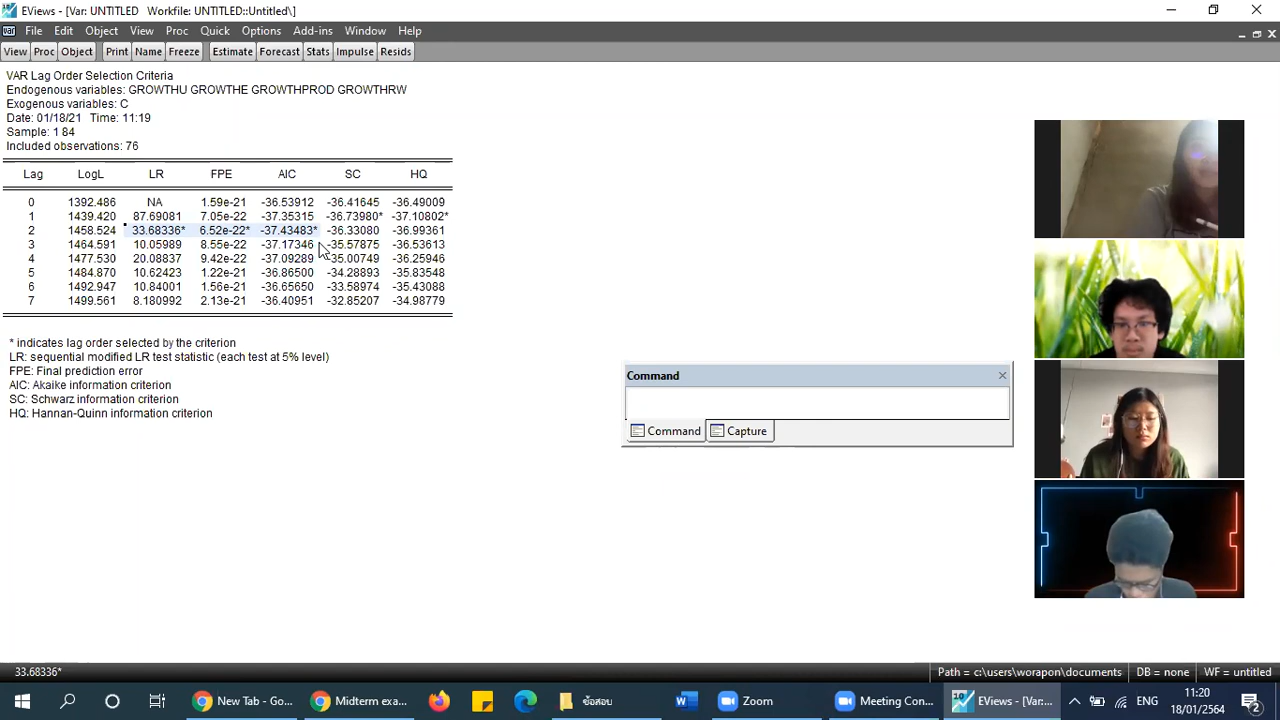 EViews - [Var: UNTITLED Workfile: UNTITLED::Untitled\]
var File Edit Object View Proc Quick Options Add-ins Window Help
View Proc Object Print Name Freeze Estimate Forecast Stats Impulse Resids
VAR Lag Order Selection Criteria
Endogenous variables: GROWTHU GROWTHE GROWTHPROD GROWTHRW
Exogenous variables: C
Date: 01/18/21 Time: 11:19
Sample: 1 84
Included observations: 76
Lag LogL LR FPE AIC SC HQ
0 1392.486 NA 1.59e-21 -36.53912 -36.41645 -36.49009
1 1439.420 87.69081 7.05e-22 -37.35315 -36.73980* -37.10802*
2 1458.524 33.68336* 6.52e-22* -37.43483* -36.33080 -36.99361
3 1464.591 10.05989 8.55e-22 -37.17346 -35.57875 -36.53613
4 1477.530 20.08837 9.42e-22 -37.09289 -35.00749 -36.25946
5 1484.870 10.62423 1.22e-21 -36.86500 -34.28893 -35.83548
6 1492.947 10.84001 1.56e-21 -36.65650 -33.58974 -35.43088
7 1499.561 8.180992 2.13e-21 -36.40951 -32.85207 -34.98779
* indicates lag order selected by the criterion
LR: sequential modified LR test statistic (each test at 5% level)
FPE: Final prediction error
AIC: Akaike information criterion
SC: Schwarz information criterion
HQ: Hannan-Quinn information criterion
Command
Command Capture
33.68336*
Path = c:\users\worapon\documents DB = none WF = untitled
New Tab - Go... Midterm exa... ข้อสอบ Zoom Meeting Con... EViews - [Var:... ENG
11:20
18/01/2564
2